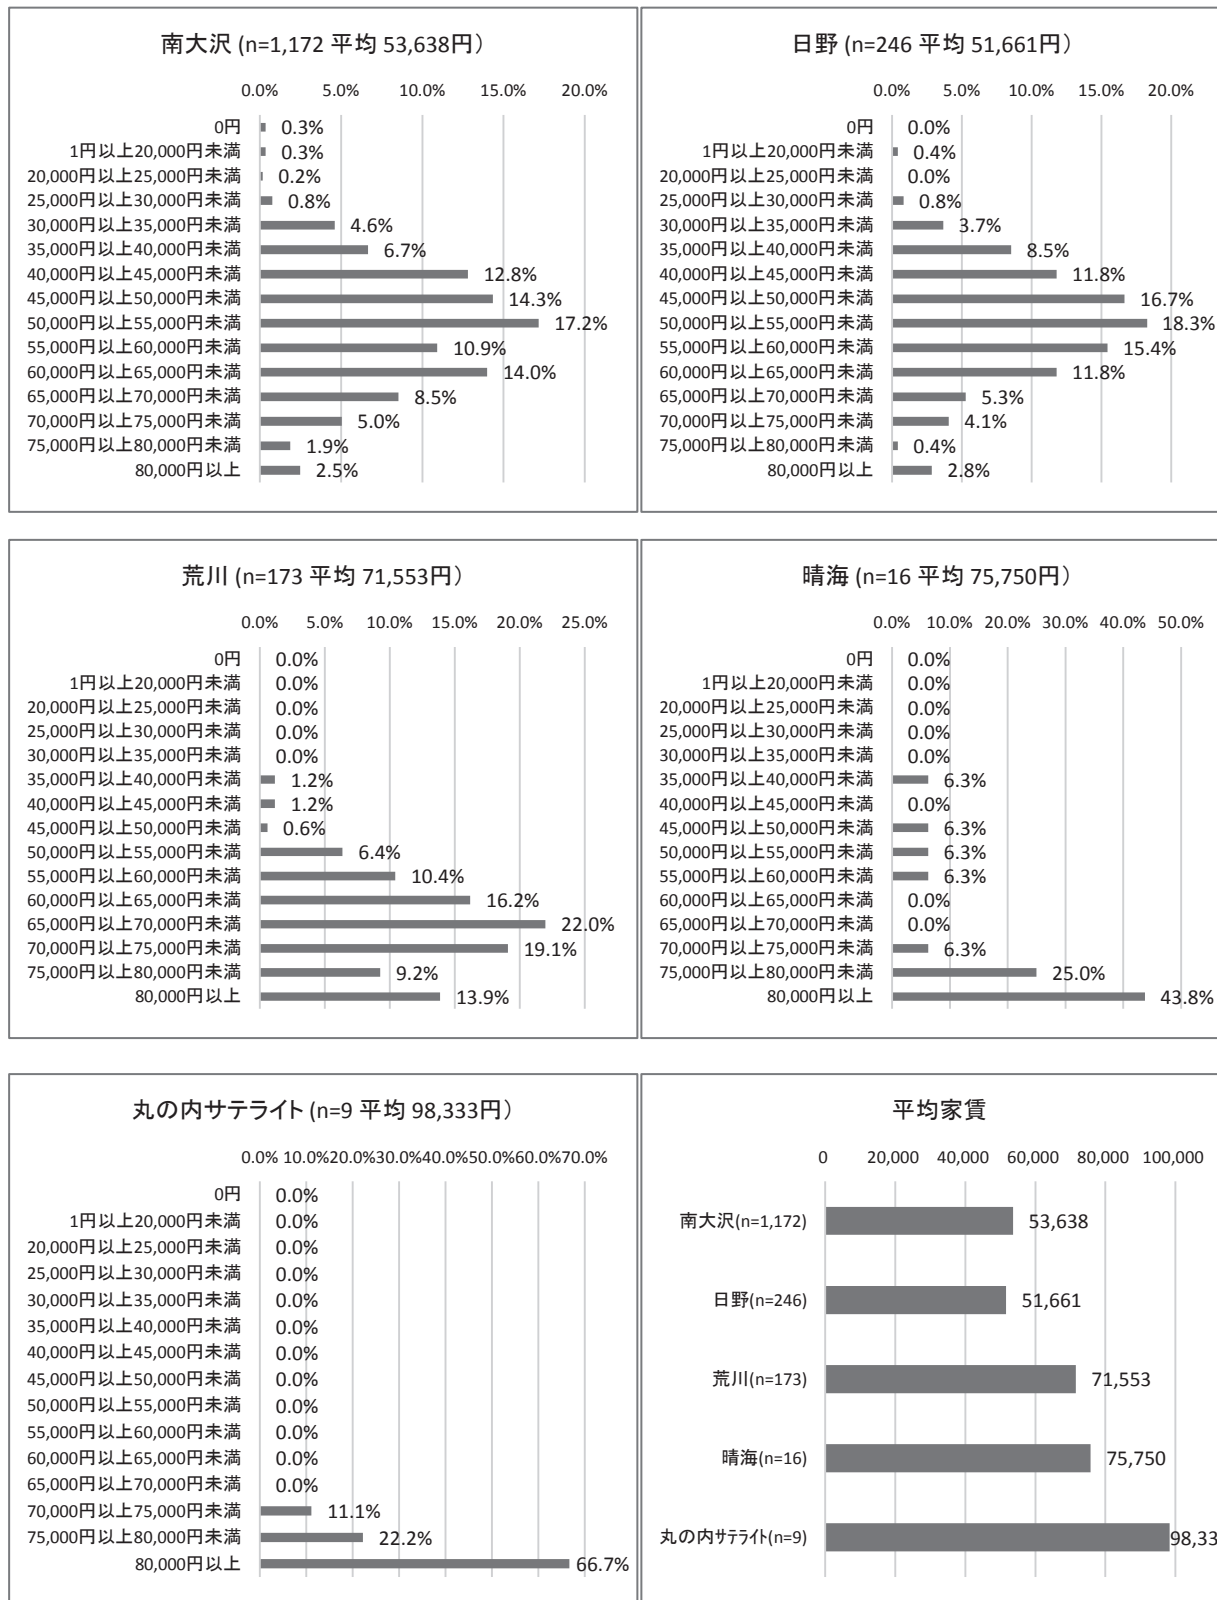 南大沢 (n=1,172 平均 53,638円)
0.0% 5.0% 10.0% 15.0% 20.0%
0円 0.3%
1円以上20,000円未満 0.3%
20,000円以上25,000円未満 0.2%
25,000円以上30,000円未満 0.8%
30,000円以上35,000円未満 4.6%
35,000円以上40,000円未満 6.7%
40,000円以上45,000円未満 12.8%
45,000円以上50,000円未満 14.3%
50,000円以上55,000円未満 17.2%
55,000円以上60,000円未満 10.9%
60,000円以上65,000円未満 14.0%
65,000円以上70,000円未満 8.5%
70,000円以上75,000円未満 5.0%
75,000円以上80,000円未満 1.9%
80,000円以上 2.5%
日野 (n=246 平均 51,661円)
0.0% 5.0% 10.0% 15.0% 20.0%
0円 0.0%
1円以上20,000円未満 0.4%
20,000円以上25,000円未満 0.0%
25,000円以上30,000円未満 0.8%
30,000円以上35,000円未満 3.7%
35,000円以上40,000円未満 8.5%
40,000円以上45,000円未満 11.8%
45,000円以上50,000円未満 16.7%
50,000円以上55,000円未満 18.3%
55,000円以上60,000円未満 15.4%
60,000円以上65,000円未満 11.8%
65,000円以上70,000円未満 5.3%
70,000円以上75,000円未満 4.1%
75,000円以上80,000円未満 0.4%
80,000円以上 2.8%
荒川 (n=173 平均 71,553円)
0.0% 5.0% 10.0% 15.0% 20.0% 25.0%
0円 0.0%
1円以上20,000円未満 0.0%
20,000円以上25,000円未満 0.0%
25,000円以上30,000円未満 0.0%
30,000円以上35,000円未満 0.0%
35,000円以上40,000円未満 1.2%
40,000円以上45,000円未満 1.2%
45,000円以上50,000円未満 0.6%
50,000円以上55,000円未満 6.4%
55,000円以上60,000円未満 10.4%
60,000円以上65,000円未満 16.2%
65,000円以上70,000円未満 22.0%
70,000円以上75,000円未満 19.1%
75,000円以上80,000円未満 9.2%
80,000円以上 13.9%
晴海 (n=16 平均 75,750円)
0.0% 10.0% 20.0% 30.0% 40.0% 50.0%
0円 0.0%
1円以上20,000円未満 0.0%
20,000円以上25,000円未満 0.0%
25,000円以上30,000円未満 0.0%
30,000円以上35,000円未満 0.0%
35,000円以上40,000円未満 6.3%
40,000円以上45,000円未満 0.0%
45,000円以上50,000円未満 6.3%
50,000円以上55,000円未満 6.3%
55,000円以上60,000円未満 6.3%
60,000円以上65,000円未満 0.0%
65,000円以上70,000円未満 0.0%
70,000円以上75,000円未満 6.3%
75,000円以上80,000円未満 25.0%
80,000円以上 43.8%
丸の内サテライト (n=9 平均 98,333円)
0.0% 10.0% 20.0% 30.0% 40.0% 50.0% 60.0% 70.0%
0円 0.0%
1円以上20,000円未満 0.0%
20,000円以上25,000円未満 0.0%
25,000円以上30,000円未満 0.0%
30,000円以上35,000円未満 0.0%
35,000円以上40,000円未満 0.0%
40,000円以上45,000円未満 0.0%
45,000円以上50,000円未満 0.0%
50,000円以上55,000円未満 0.0%
55,000円以上60,000円未満 0.0%
60,000円以上65,000円未満 0.0%
65,000円以上70,000円未満 0.0%
70,000円以上75,000円未満 11.1%
75,000円以上80,000円未満 22.2%
80,000円以上 66.7%
平均家賃
0 20,000 40,000 60,000 80,000 100,000
南大沢(n=1,172) 53,638
日野(n=246) 51,661
荒川(n=173) 71,553
晴海(n=16) 75,750
丸の内サテライト(n=9) 98,33